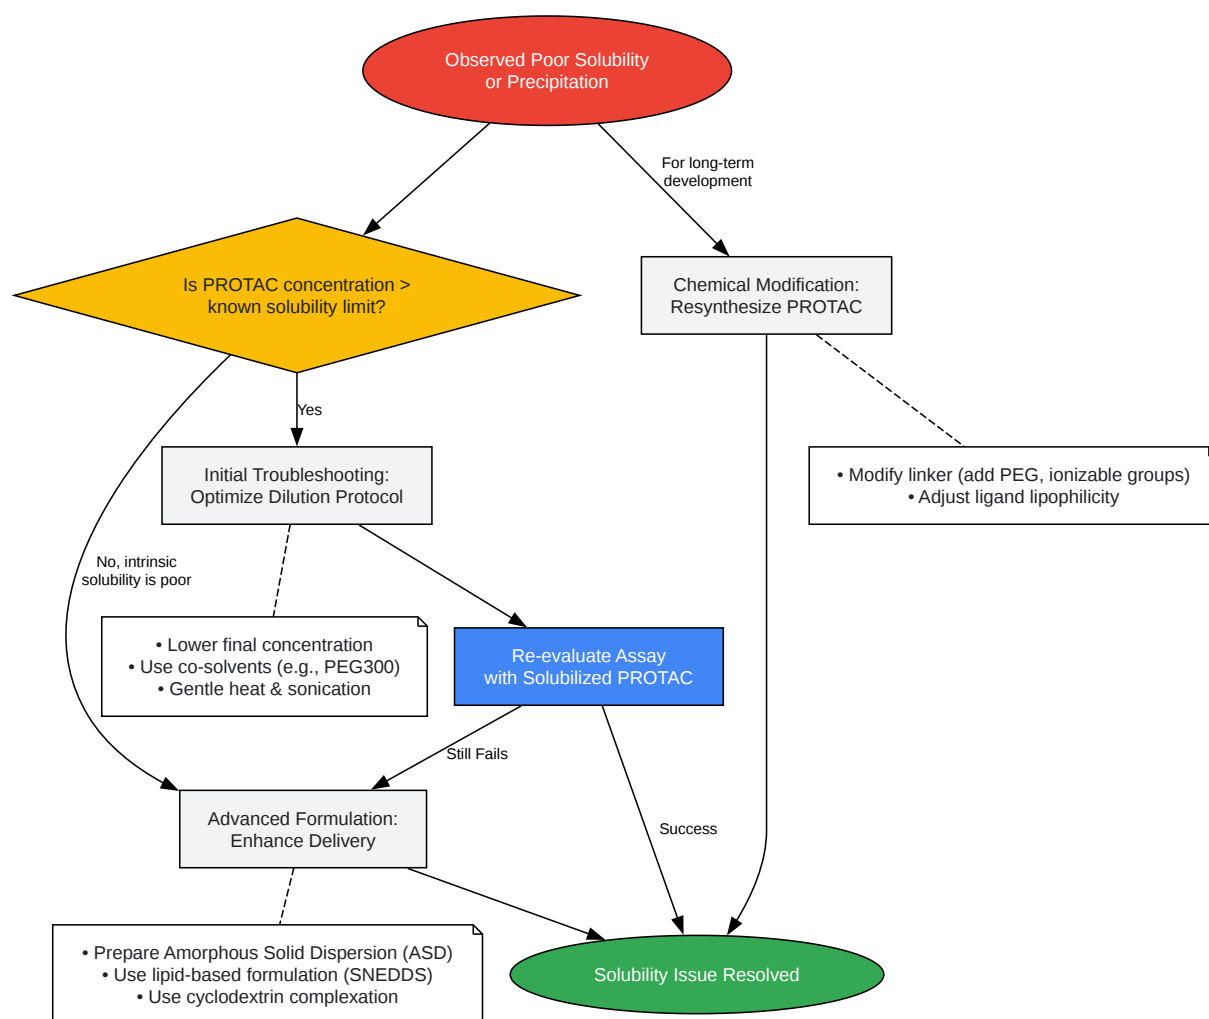 Observed Poor Solubility
or Precipitation
For long-term
development
Is PROTAC concentration >
known solubility limit?
Chemical Modification:
Resynthesize PROTAC
Yes
Initial Troubleshooting:
Optimize Dilution Protocol
• Modify linker (add PEG, ionizable groups)
• Adjust ligand lipophilicity
No, intrinsic
solubility is poor
• Lower final concentration
• Use co-solvents (e.g., PEG300)
• Gentle heat & sonication
Re-evaluate Assay
with Solubilized PROTAC
Still Fails
Advanced Formulation:
Enhance Delivery
Success
• Prepare Amorphous Solid Dispersion (ASD)
• Use lipid-based formulation (SNEDDS)
• Use cyclodextrin complexation
Solubility Issue Resolved